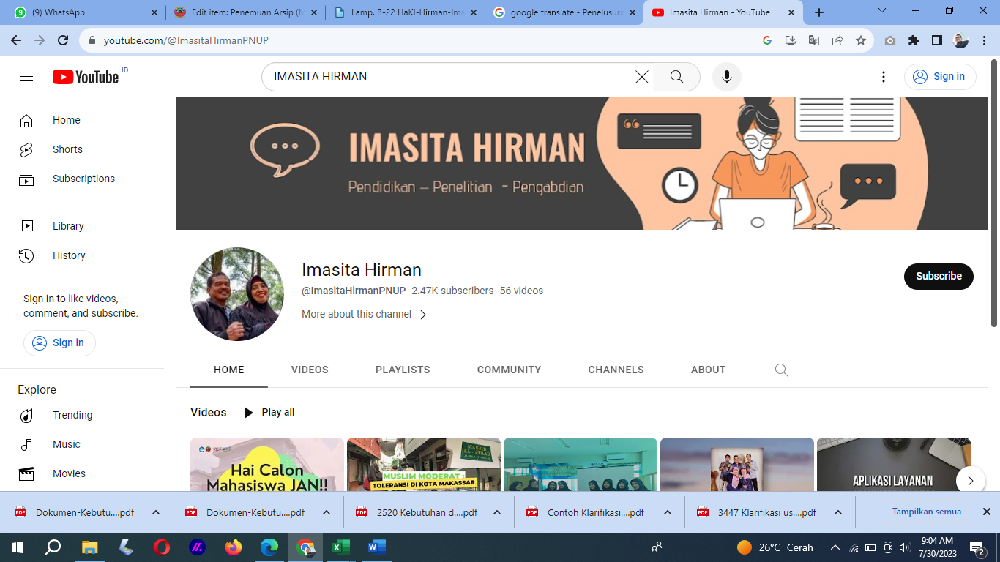 (9) WhatsApp
Edit item: Penemuan Arsip (M
Lamp. B-22 HaKI-Hirman-Ima
google translate - Penelusura
Imasita Hirman - YouTube
youtube.com/@ImasitaHirmanPNUP
YouTube ID
IMASITA HIRMAN
Sign in
Home
Shorts
Subscriptions
Library
History
Sign in to like videos,
comment, and subscribe.
Sign in
Explore
Trending
Music
Movies
IMASITA HIRMAN
Pendidikan – Penelitian - Pengabdian
Imasita Hirman
@ImasitaHirmanPNUP 2.47K subscribers 56 videos
More about this channel
Subscribe
HOME VIDEOS PLAYLISTS COMMUNITY CHANNELS ABOUT
Videos Play all
Hai Calon
Mahasiswa JAN!!
MASJID
AL - JIRAD
MUSLIM MODERAT :
TOLERANSI DI KOTA MAKASSAR
APLIKASI LAYANAN
Dokumen-Kebutu....pdf
Dokumen-Kebutu....pdf
2520 Kebutuhan d....pdf
Contoh Klarifikasi....pdf
3447 Klarifikasi us....pdf
Tampilkan semua
26°C Cerah
9:04 AM
7/30/2023
2